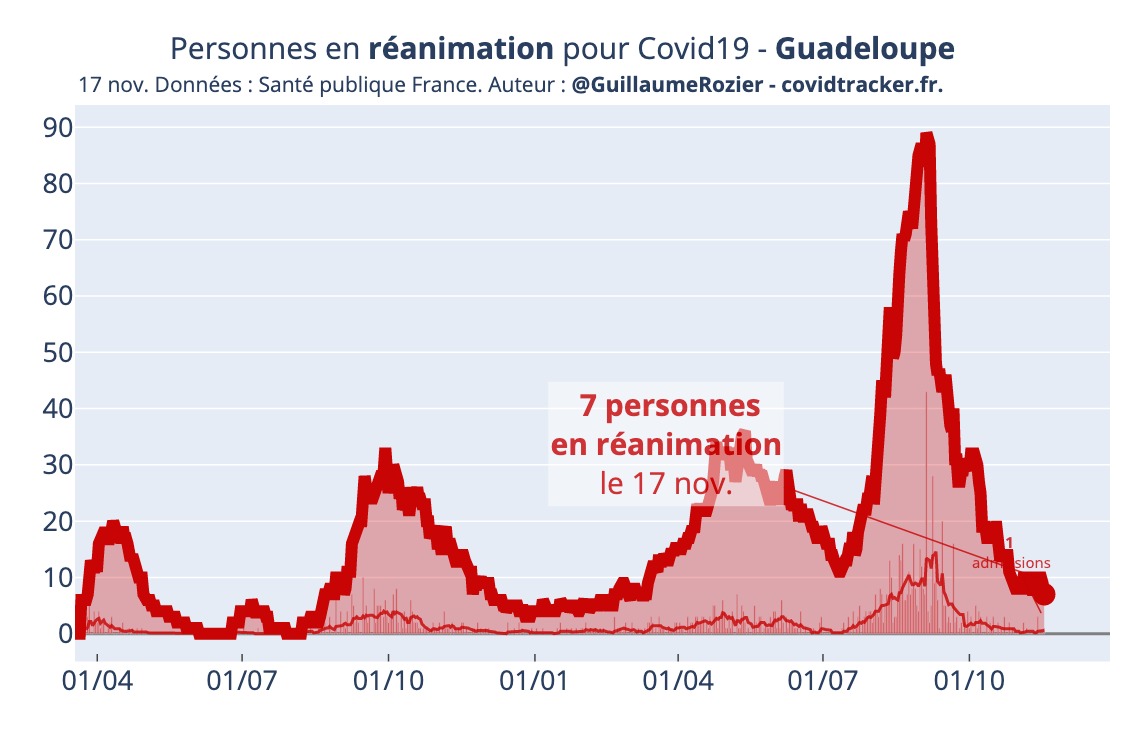 Personnes en réanimation pour Covid19 - Guadeloupe
17 nov. Données : Santé publique France. Auteur : @GuillaumeRozier - covidtracker.fr.
90
80
70
60
50
40
30
20
10
0
7 personnes
en réanimation
le 17 nov.
1
admissions
01/04 01/07 01/10 01/01 01/04 01/07 01/10